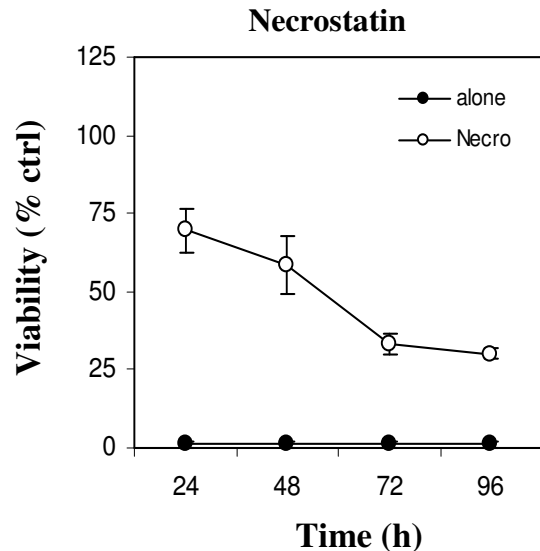 Necrostatin
125
100
75
50
25
0
Viability (% ctrl)
alone
Necro
24 48 72 96
Time (h)